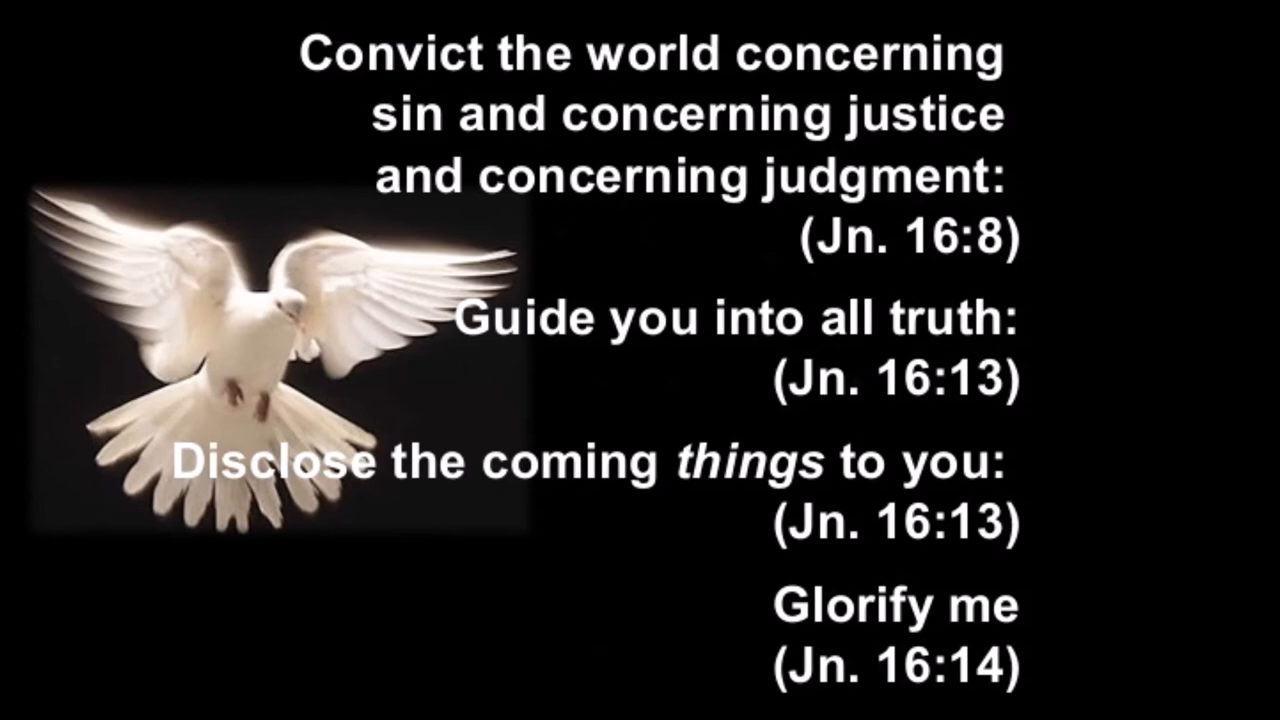 Convict the world concerning
sin and concerning justice
and concerning judgment:
(Jn. 16:8)
Guide you into all truth:
(Jn. 16:13)
Disclose the coming things to you:
(Jn. 16:13)
Glorify me
(Jn. 16:14)